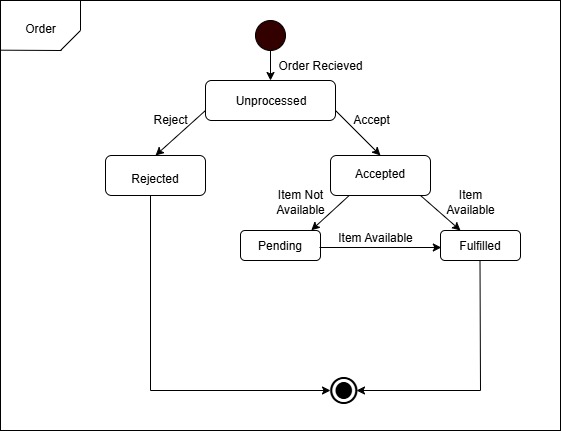 Order
Order Recieved
Unprocessed
Reject
Accept
Rejected
Accepted
Item Not
Available
Item
Available
Pending
Item Available
Fulfilled